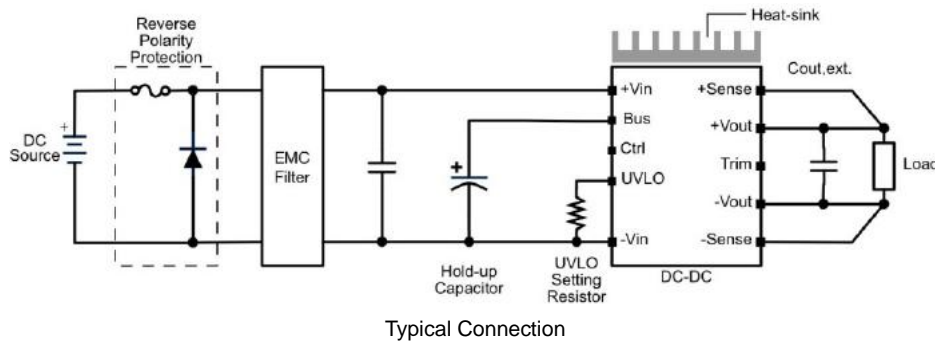 Heat-sink
Reverse
Polarity
Protection
Cout,ext.
+Vin
+Sense
Bus
+Vout
+
DC
Source
EMC
Filter
Ctrl
+
Trim
Load
UVLO
-Vout
-Vin
-Sense
Hold-up
Capacitor
UVLO
Setting
Resistor
DC-DC
Typical Connection